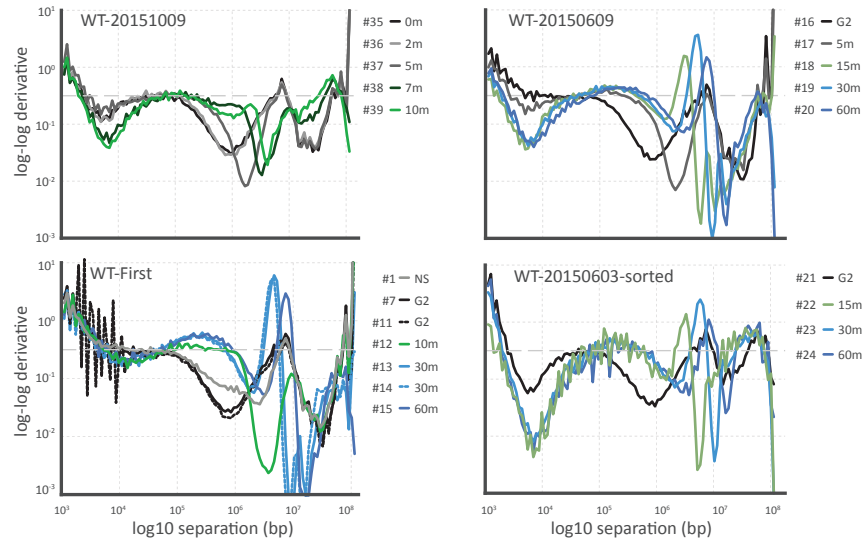 WT-20151009
log-log derivative
10¹
10⁰
10⁻¹
10⁻²
10⁻³
#35 0m
#36 2m
#37 5m
#38 7m
#39 10m
WT-20150609
#16 G2
#17 5m
#18 15m
#19 30m
#20 60m
WT-First
log-log derivative
10¹
10⁰
10⁻¹
10⁻²
10⁻³
10³ 10⁴ 10⁵ 10⁶ 10⁷ 10⁸
log10 separation (bp)
#1 NS
#7 G2
#11 G2
#12 10m
#13 30m
#14 30m
#15 60m
WT-20150603-sorted
10³ 10⁴ 10⁵ 10⁶ 10⁷ 10⁸
log10 separation (bp)
#21 G2
#22 15m
#23 30m
#24 60m